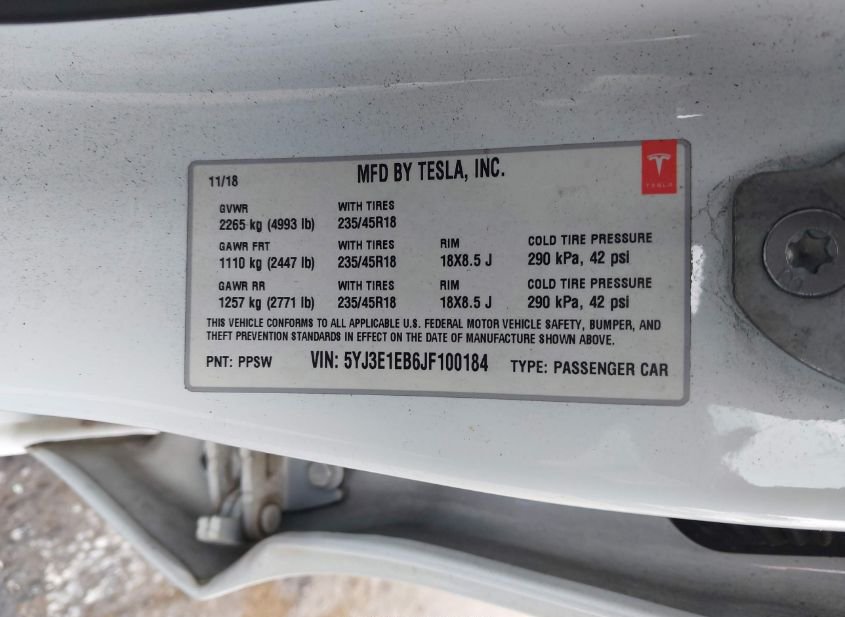 11/18
MFD BY TESLA, INC.
TESLA
GVWR WITH TIRES
2265 kg (4993 lb) 235/45R18
GAWR FRT WITH TIRES RIM COLD TIRE PRESSURE
1110 kg (2447 lb) 235/45R18 18X8.5 J 290 kPa, 42 psi
GAWR RR WITH TIRES RIM COLD TIRE PRESSURE
1257 kg (2771 lb) 235/45R18 18X8.5 J 290 kPa, 42 psi
THIS VEHICLE CONFORMS TO ALL APPLICABLE U.S. FEDERAL MOTOR VEHICLE SAFETY, BUMPER, AND
THEFT PREVENTION STANDARDS IN EFFECT ON THE DATE OF MANUFACTURE SHOWN ABOVE.
PNT: PPSW VIN: 5YJ3E1EB6JF100184 TYPE: PASSENGER CAR